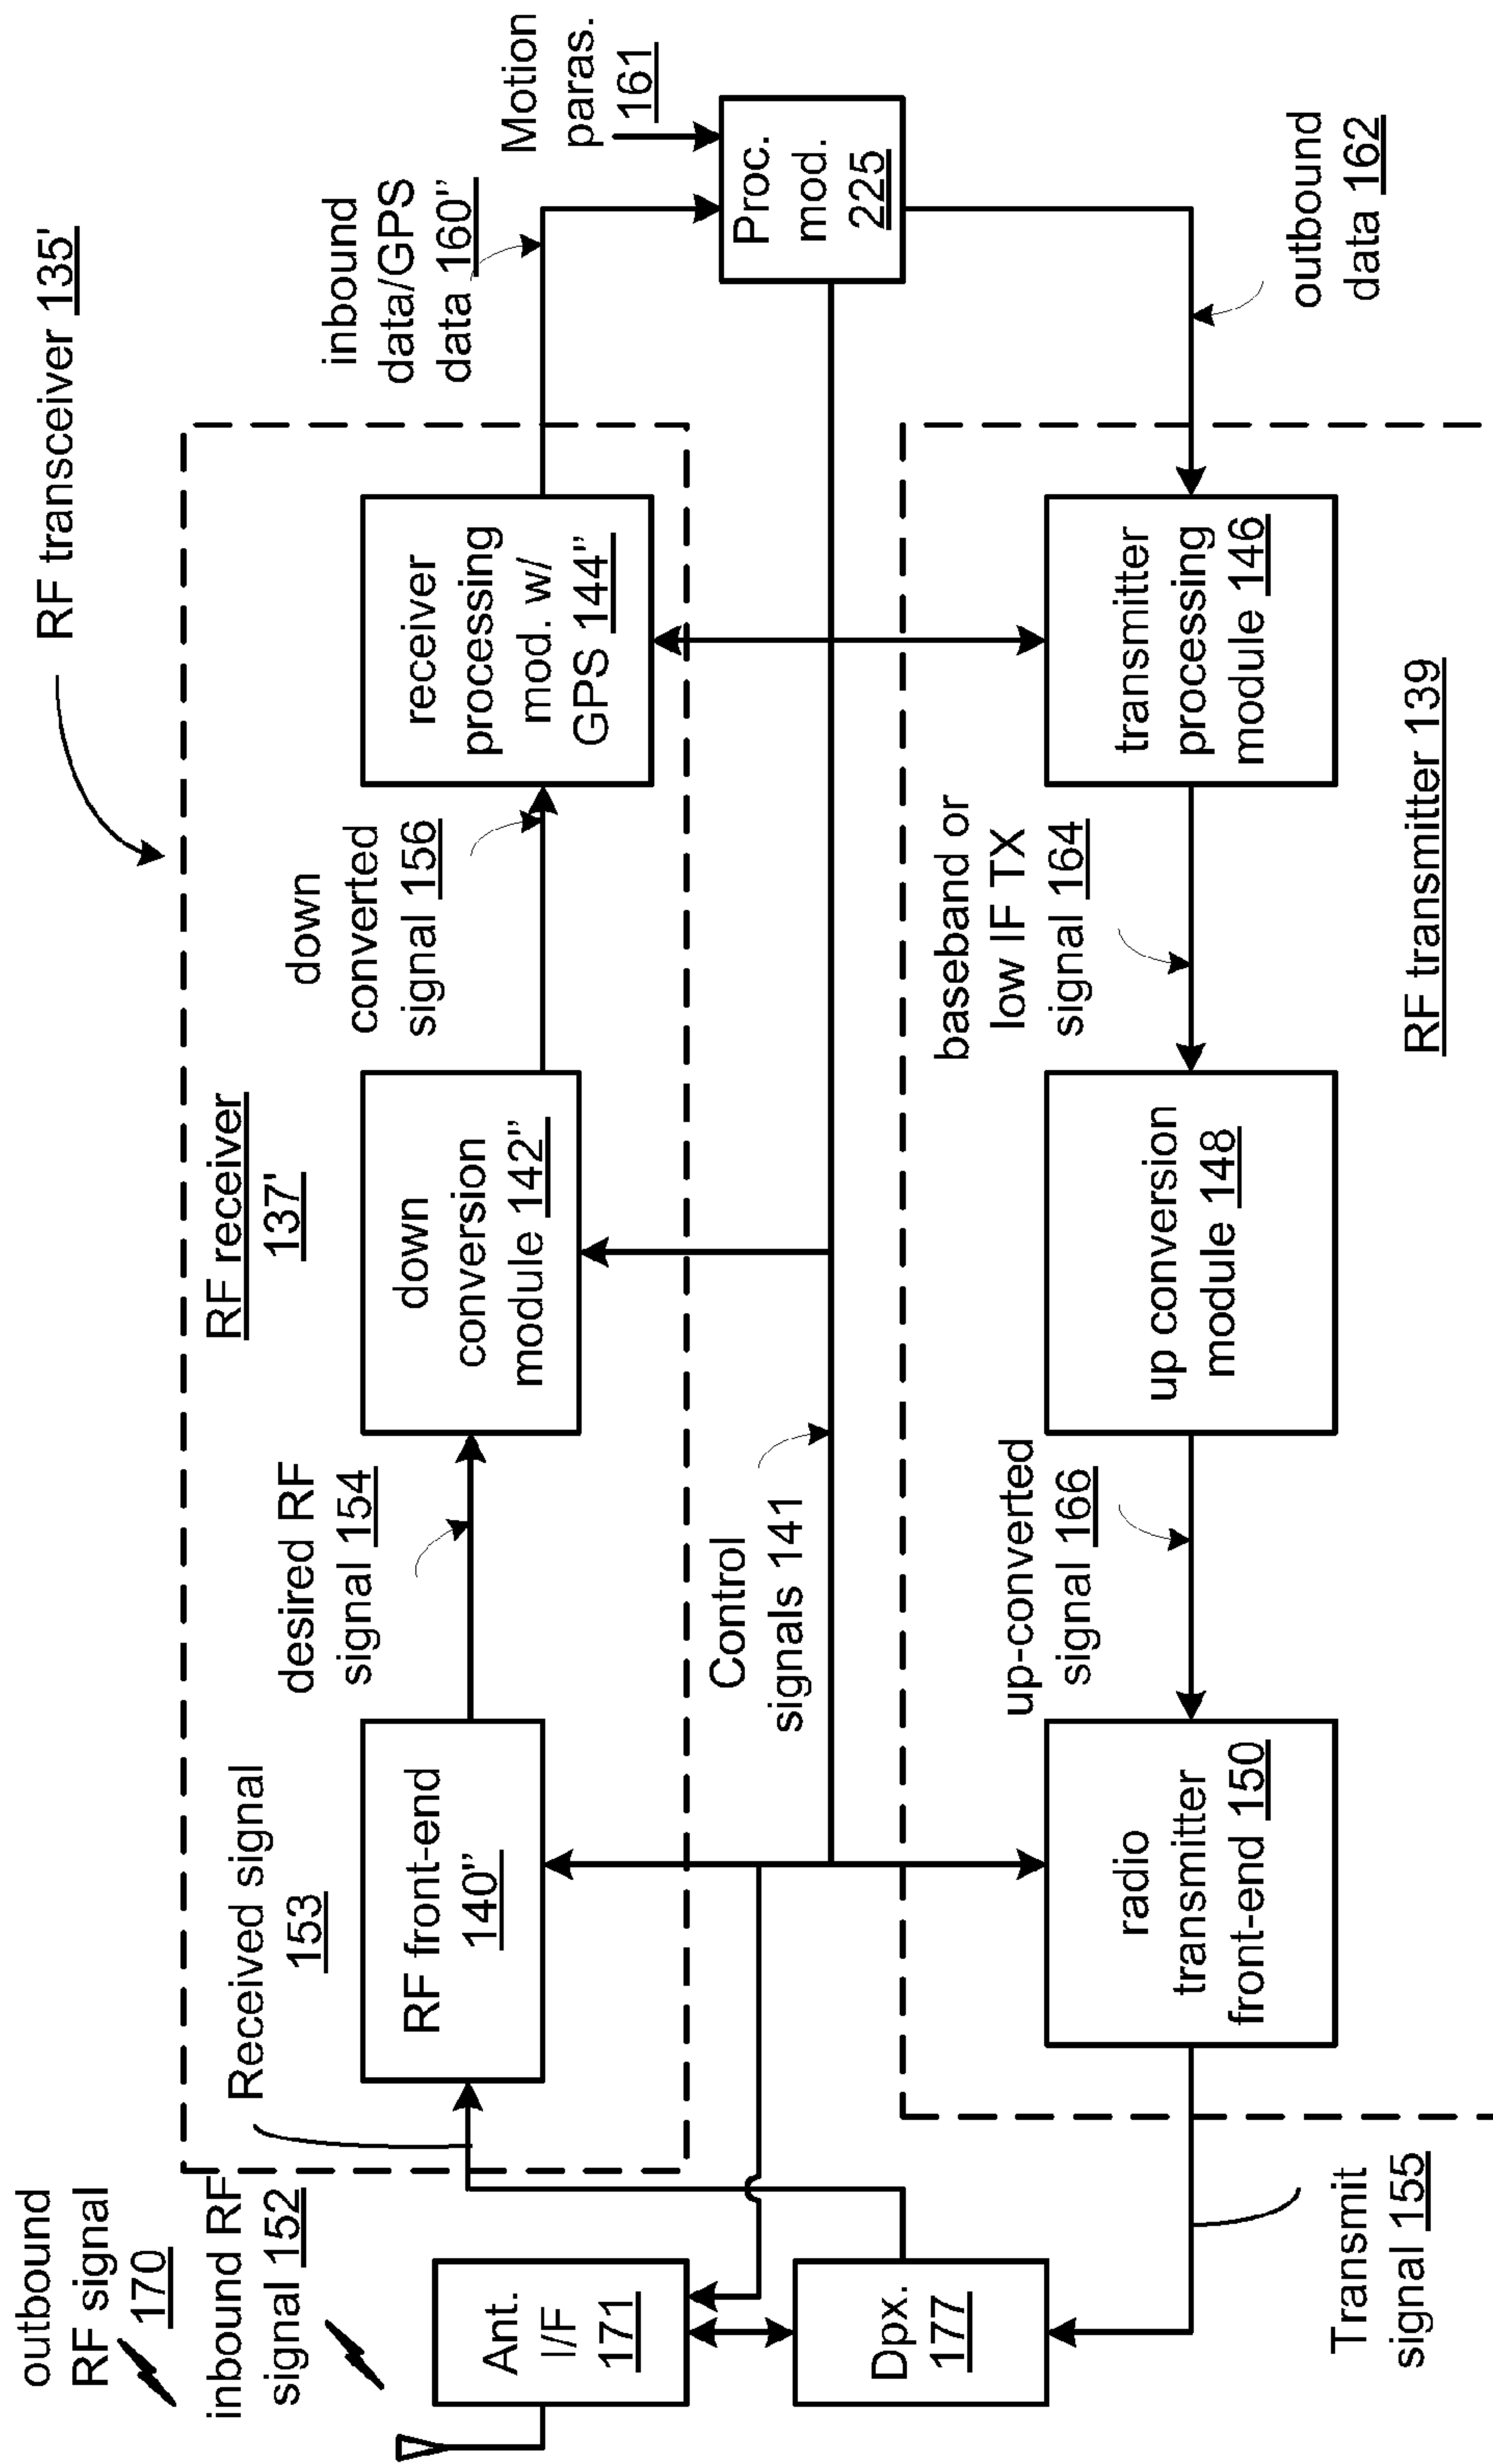 RF transceiver 135'
outbound
RF signal
170
inbound RF
signal 152
Received signal
153
RF receiver
137'
desired RF
signal 154
down
converted
signal 156
inbound
data/GPS
data 160"
Motion
paras.
161
Ant.
I/F
171
RF front-end
140"
down
conversion
module 142"
receiver
processing
mod. w/
GPS 144"
Proc.
mod.
225
Control
signals 141
Dpx.
177
up-converted
signal 166
baseband or
low IF TX
signal 164
radio
transmitter
front-end 150
up conversion
module 148
transmitter
processing
module 146
outbound
data 162
Transmit
signal 155
RF transmitter 139